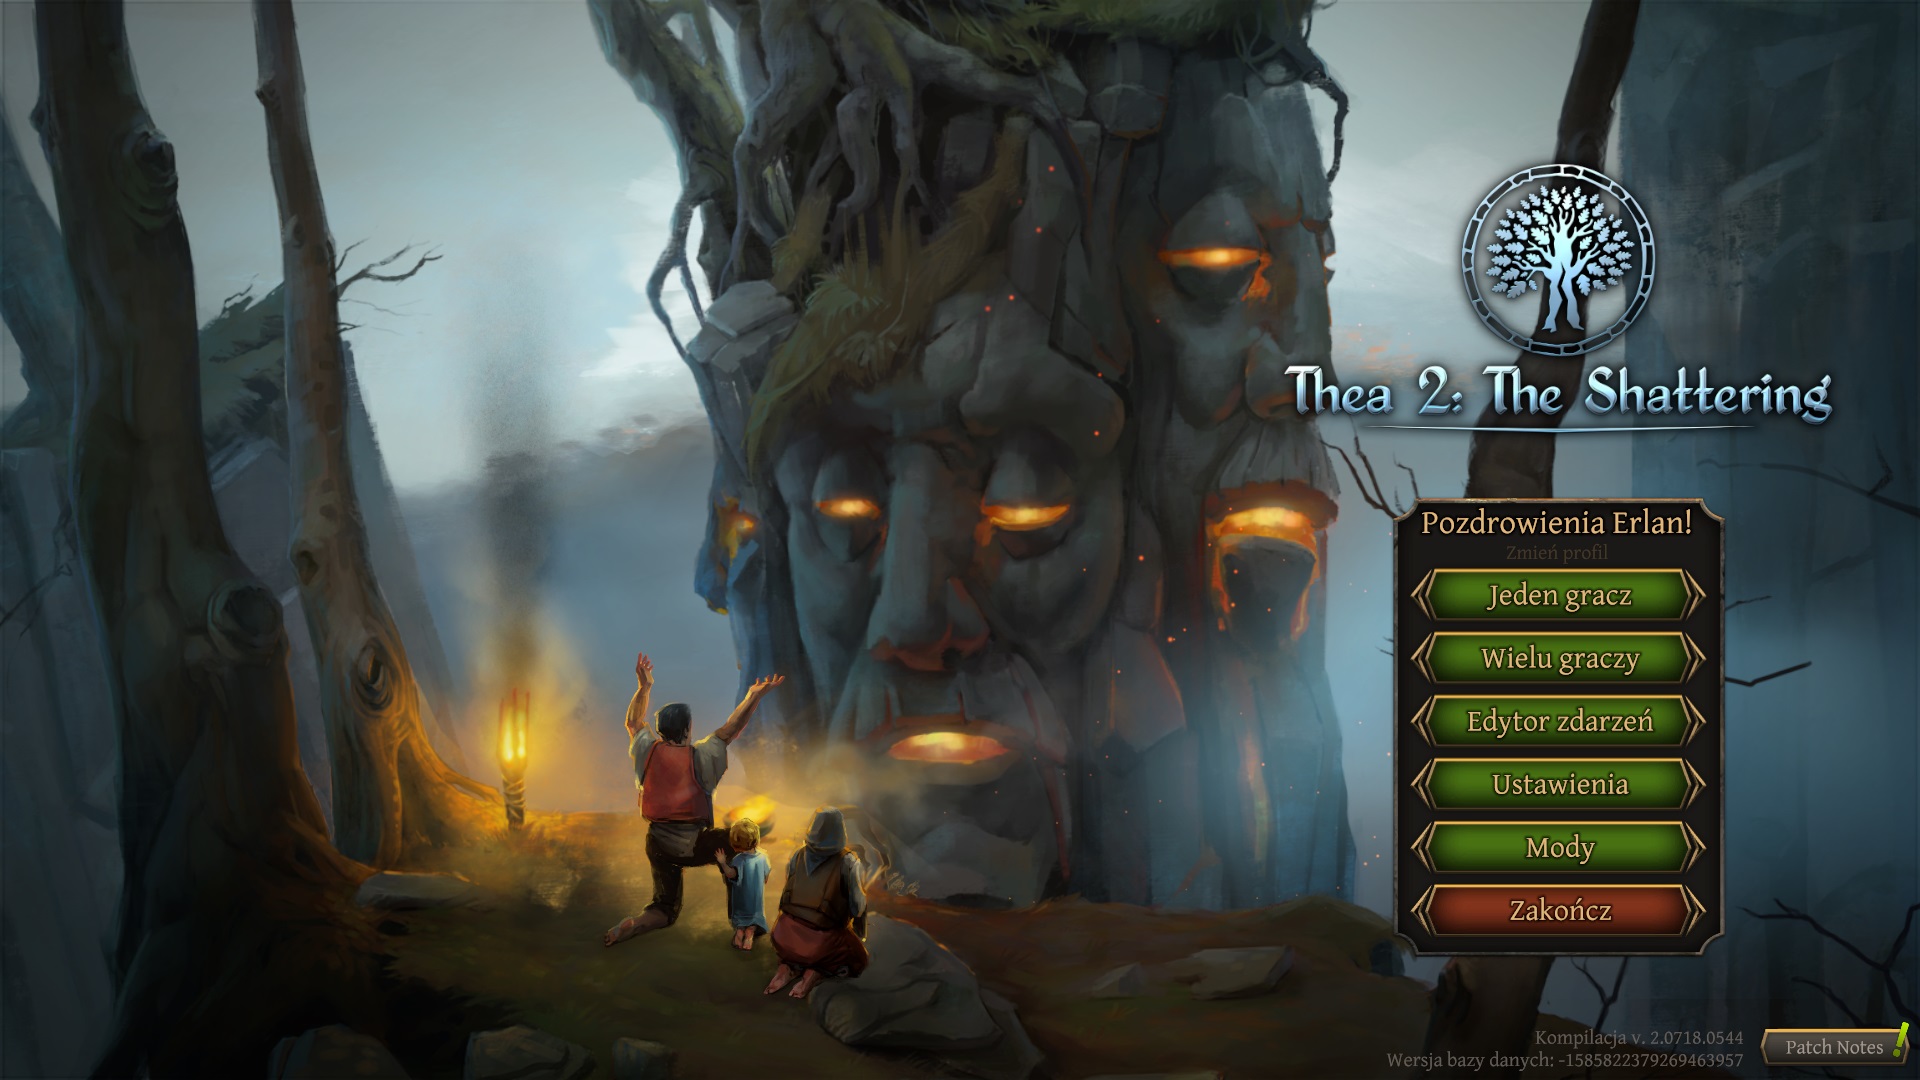 Thea 2: The Shattering
Pozdrowienia Erlan!
Zmień profil
Jeden gracz
Wielu graczy
Edytor zdarzeń
Ustawienia
Mody
Zakończ
Kompilacja v. 2.0718.0544
Wersja bazy danych: -1585822379269463957
Patch Notes